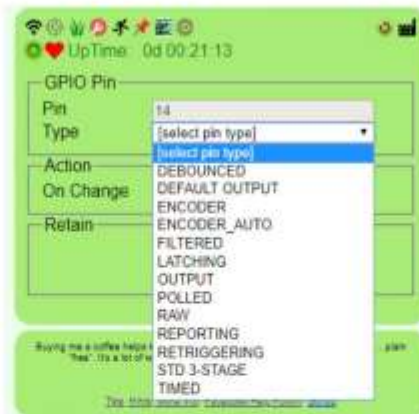 UpTime: 0d 00:21:13
GPIO Pin
Pin 14
Type [select pin type]
[select pin type]
DEBOUNCED
DEFAULT OUTPUT
Action
On Change
ENCODER
ENCODER_AUTO
Retain
FILTERED
LATCHING
OUTPUT
POLLED
RAW
REPORTING
RETRIGGERING
STD 3-STAGE
TIMED
Buying me a coffee helps
plain
"free". It's a lot of